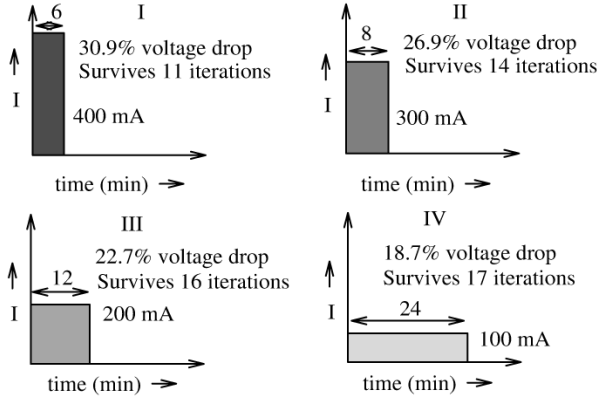 I
6
30.9% voltage drop
Survives 11 iterations
I
400 mA
time (min)
II
8
26.9% voltage drop
Survives 14 iterations
I
300 mA
time (min)
III
22.7% voltage drop
Survives 16 iterations
12
I
200 mA
time (min)
IV
18.7% voltage drop
Survives 17 iterations
24
I
100 mA
time (min)